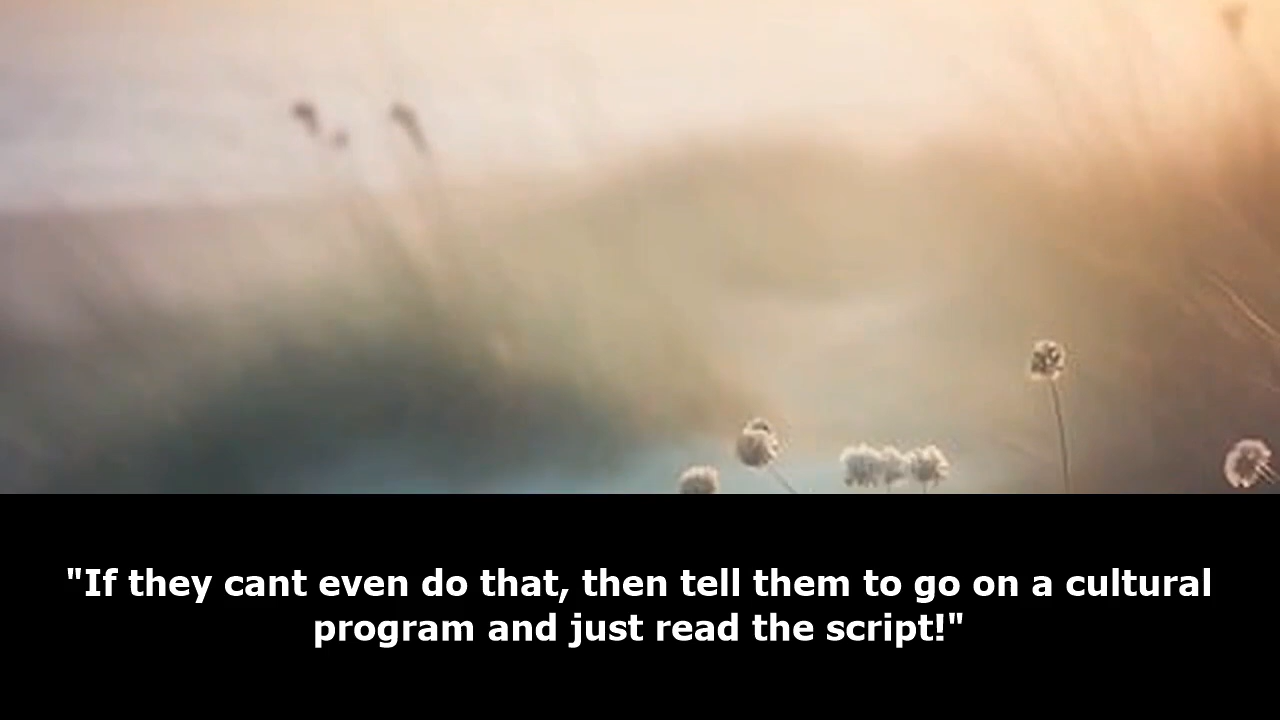 "If they cant even do that, then tell them to go on a cultural
program and just read the script!"